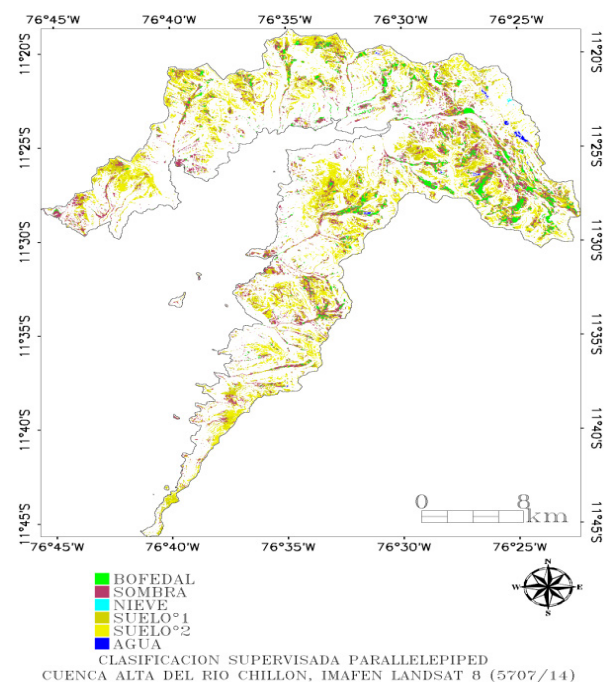 76°45'W 76°40'W 76°35'W 76°30'W 76°25'W
11°20'S 11°20'S
11°25'S 11°25'S
11°30'S 11°30'S
11°35'S 11°35'S
11°40'S 11°40'S
11°45'S 11°45'S
0 8
km
76°45'W 76°40'W 76°35'W 76°30'W 76°25'W
BOFEDAL
SOMBRA
NIEVE
SUELO°1
SUELO°2
AGUA
N
W E
S
CLASIFICACION SUPERVISADA PARALLELEPIPED
CUENCA ALTA DEL RIO CHILLON, IMAFEN LANDSAT 8 (5707/14)